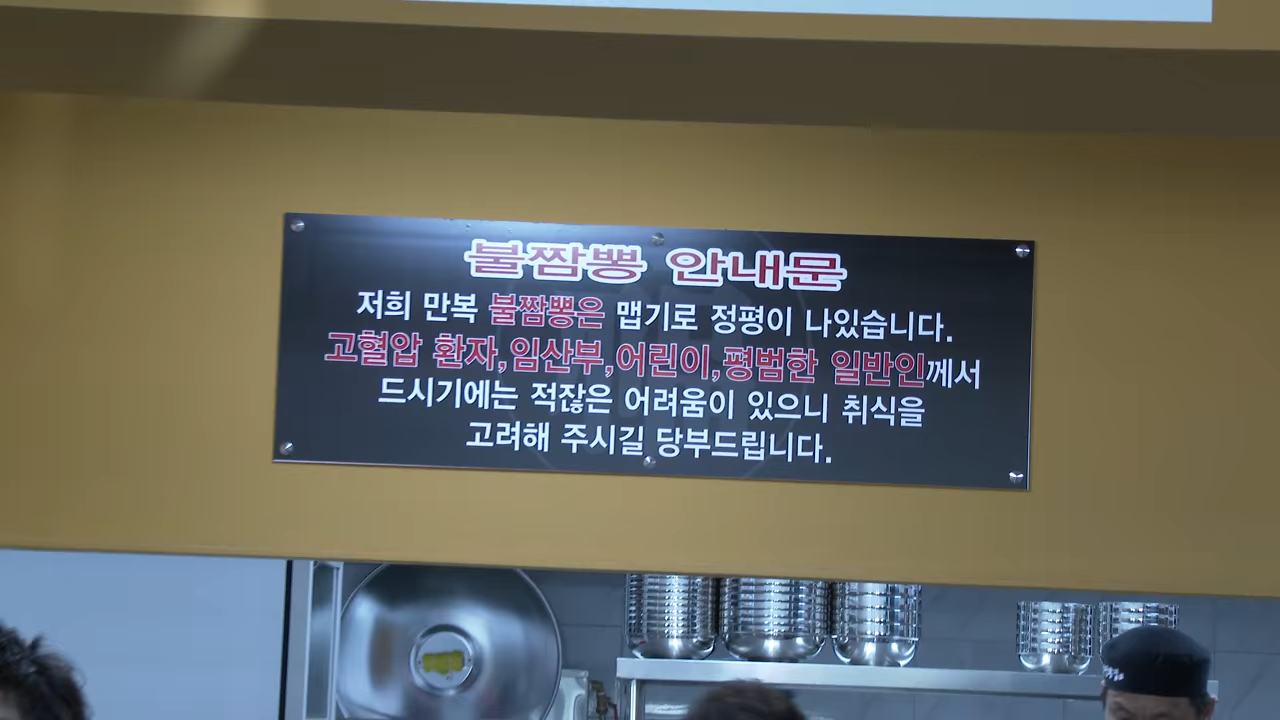 불짬뽕 안내문
저희 만복 불짬뽕은 맵기로 정평이 나있습니다.
고혈압 환자,임산부,어린이,평범한 일반인께서
드시기에는 적잖은 어려움이 있으니 취식을
고려해 주시길 당부드립니다.